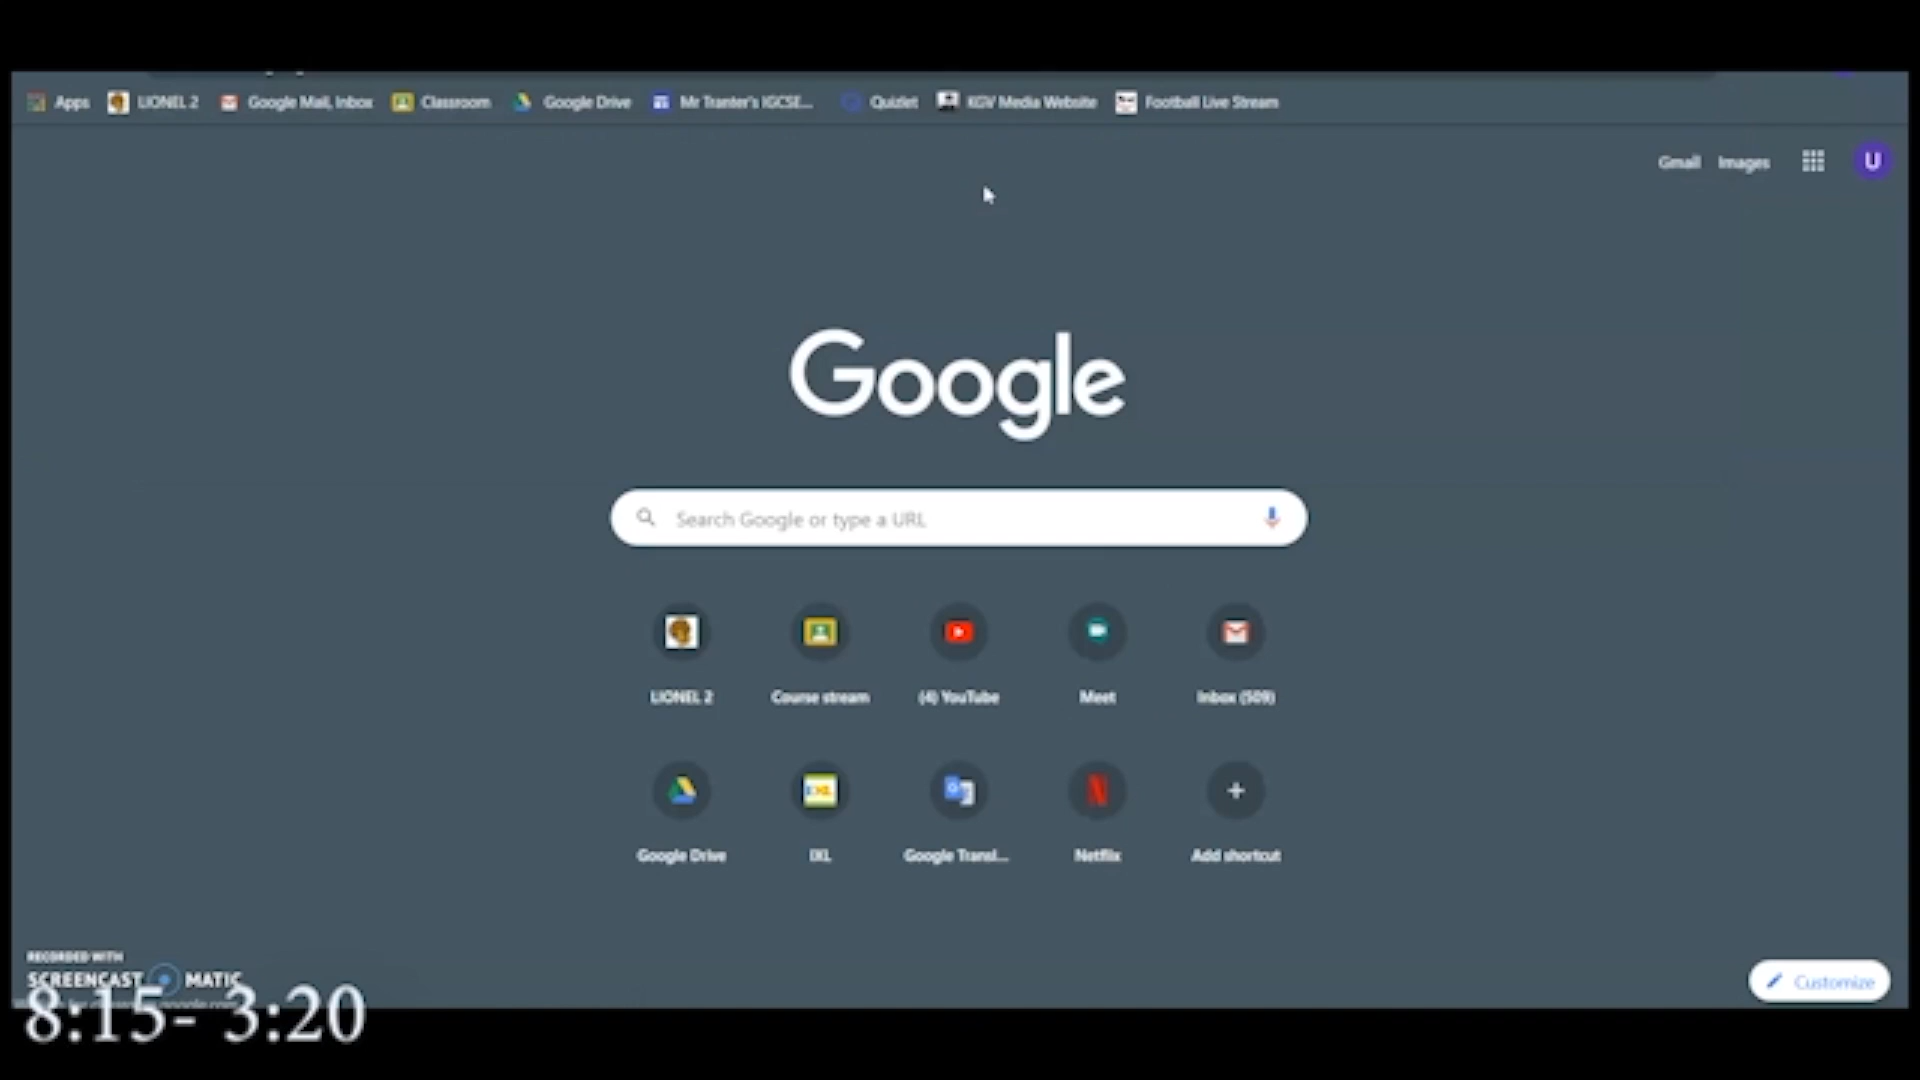 Apps LIONEL 2 Google Mail, Inbox Classroom Google Drive Mr Tranter's IGCSE... Quizlet KGV Media Website Football Live Stream
Gmail Images U
Google
Search Google or type a URL
LIONEL 2 Course stream (4) YouTube Meet Inbox (509)
Google Drive IXL Google Transl... Netflix Add shortcut
RECORDED WITH
SCREENCAST MATIC
Customize
8:15- 3:20